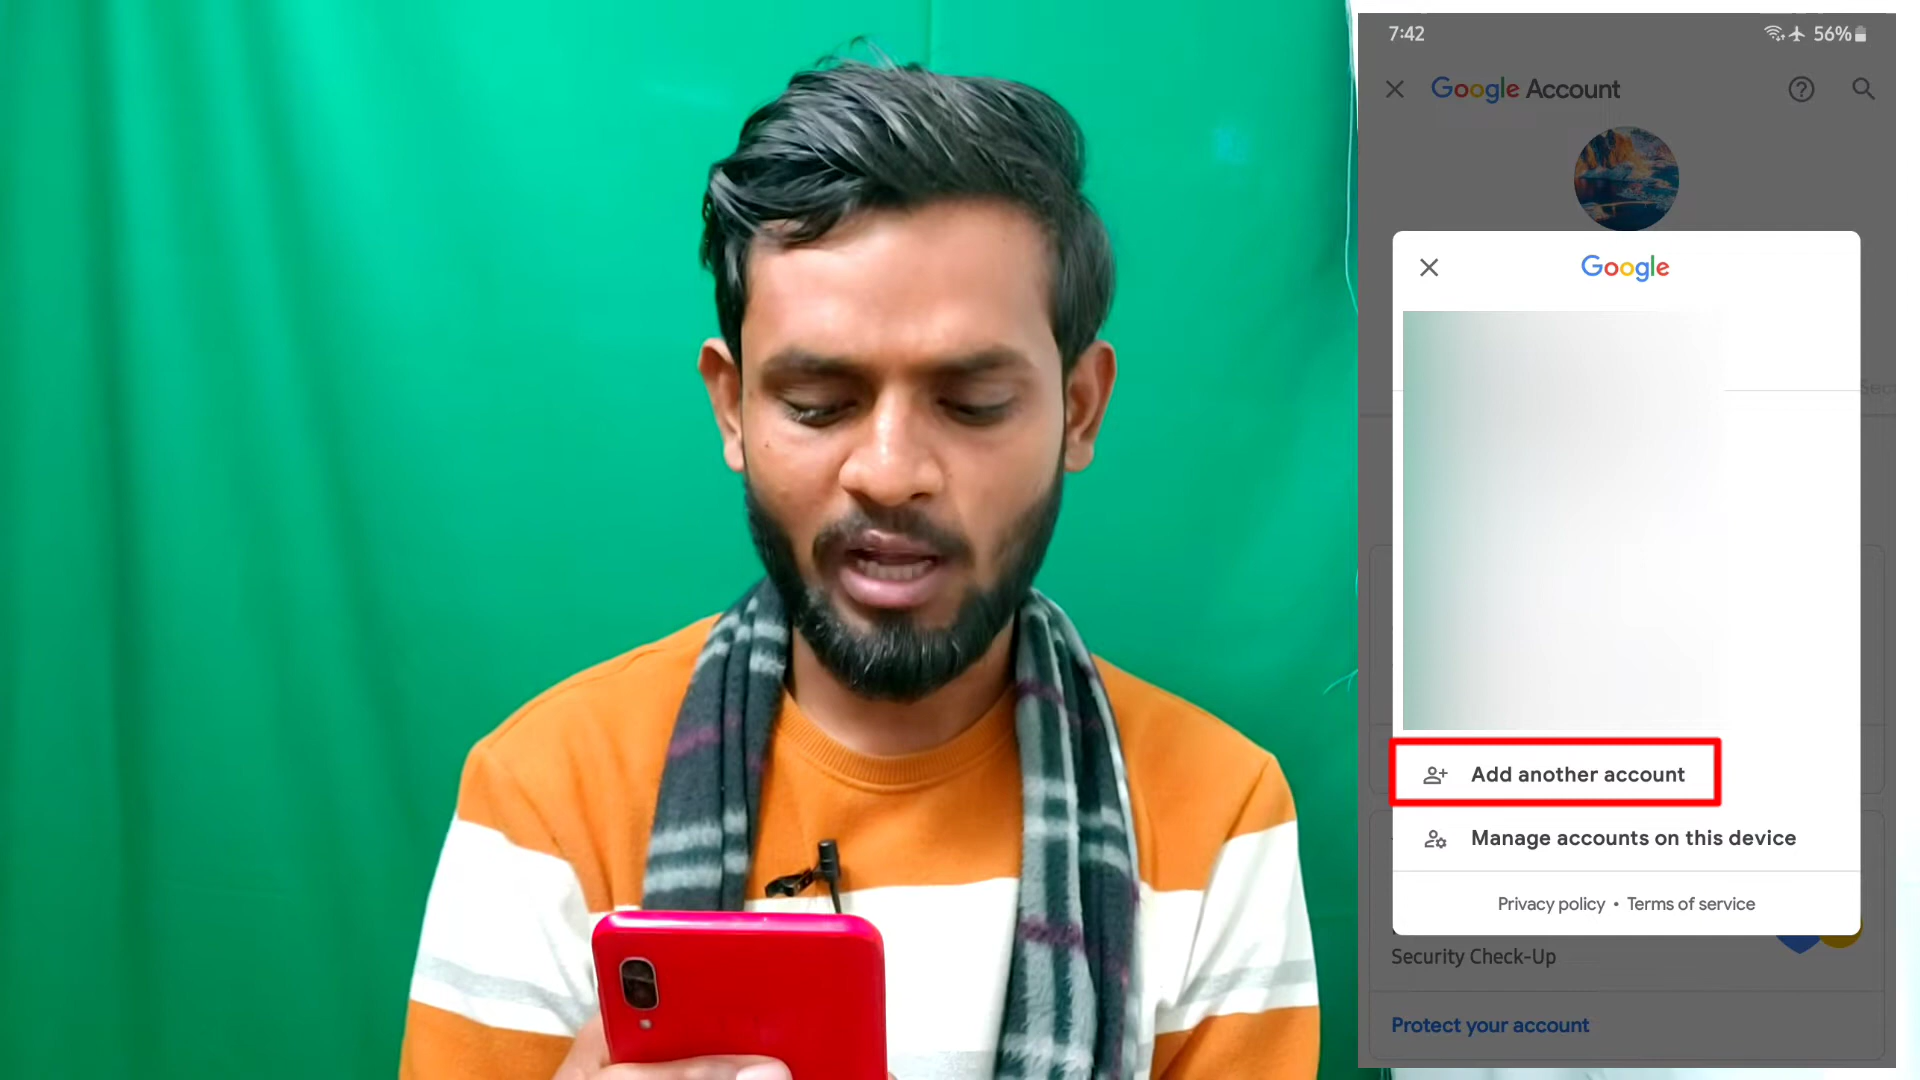 7:42
56%
Google Account
Google
Sec
Add another account
Manage accounts on this device
Privacy policy • Terms of service
Security Check-Up
Protect your account